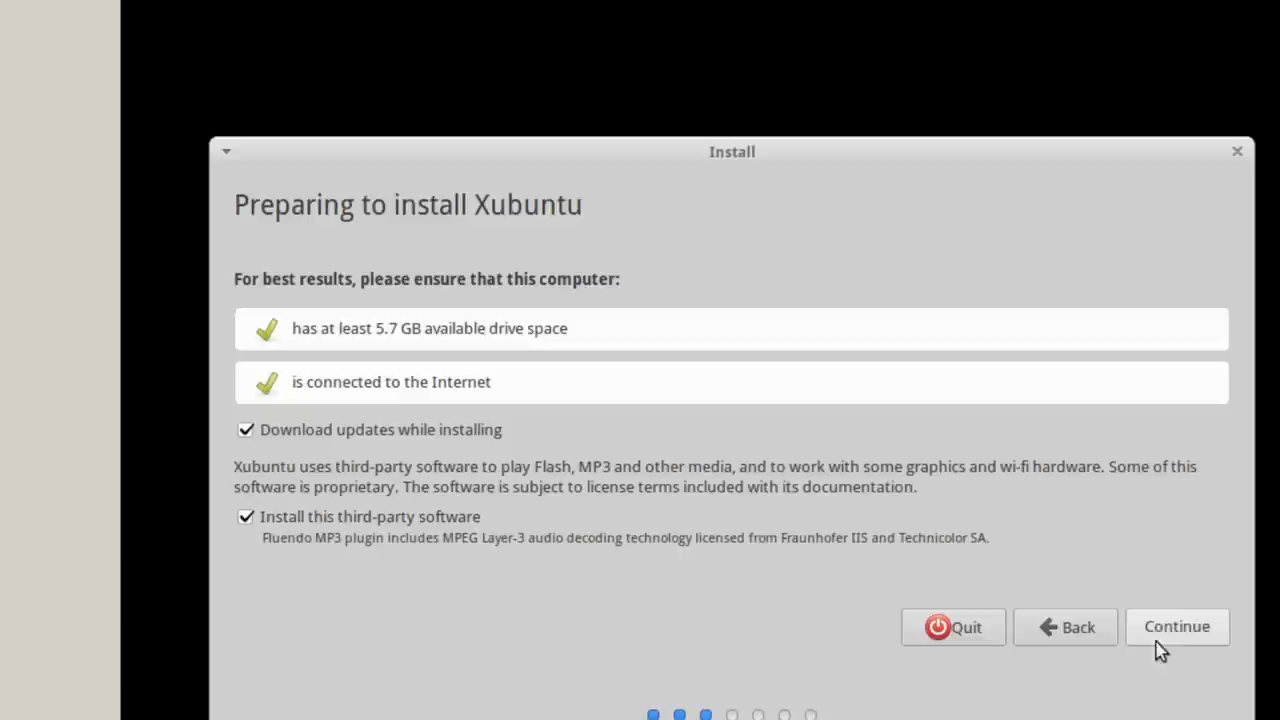 Install
Preparing to install Xubuntu
For best results, please ensure that this computer:
has at least 5.7 GB available drive space
is connected to the Internet
Download updates while installing
Xubuntu uses third-party software to play Flash, MP3 and other media, and to work with some graphics and wi-fi hardware. Some of this
software is proprietary. The software is subject to license terms included with its documentation.
Install this third-party software
Fluendo MP3 plugin includes MPEG Layer-3 audio decoding technology licensed from Fraunhofer IIS and Technicolor SA.
Quit
Back
Continue